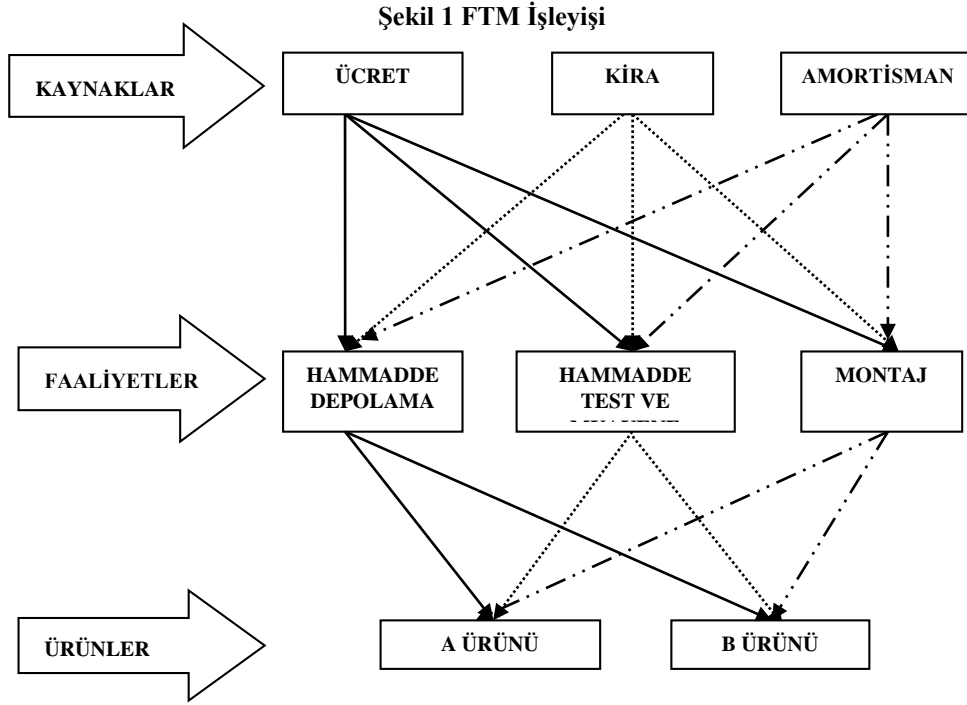 Şekil 1 FTM İşleyişi
KAYNAKLAR
ÜCRET
KİRA
AMORTİSMAN
FAALİYETLER
HAMMADDE
DEPOLAMA
HAMMADDE
TEST VE
MONTAJ
ÜRÜNLER
A ÜRÜNÜ
B ÜRÜNÜ